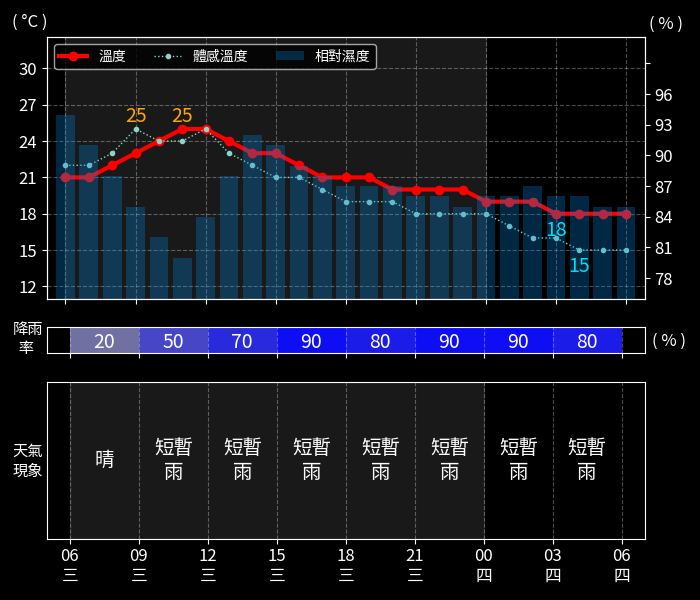 ( °C )
( % )
溫度 體感溫度 相對濕度
30
27
24
21
18
15
12
96
93
90
87
84
81
78
25 25
18
15
降雨
率
20 50 70 90 80 90 90 80
( % )
天氣
現象
晴 短暫 短暫 短暫 短暫 短暫 短暫 短暫
雨 雨 雨 雨 雨 雨 雨
06 09 12 15 18 21 00 03 06
三 三 三 三 三 三 四 四 四